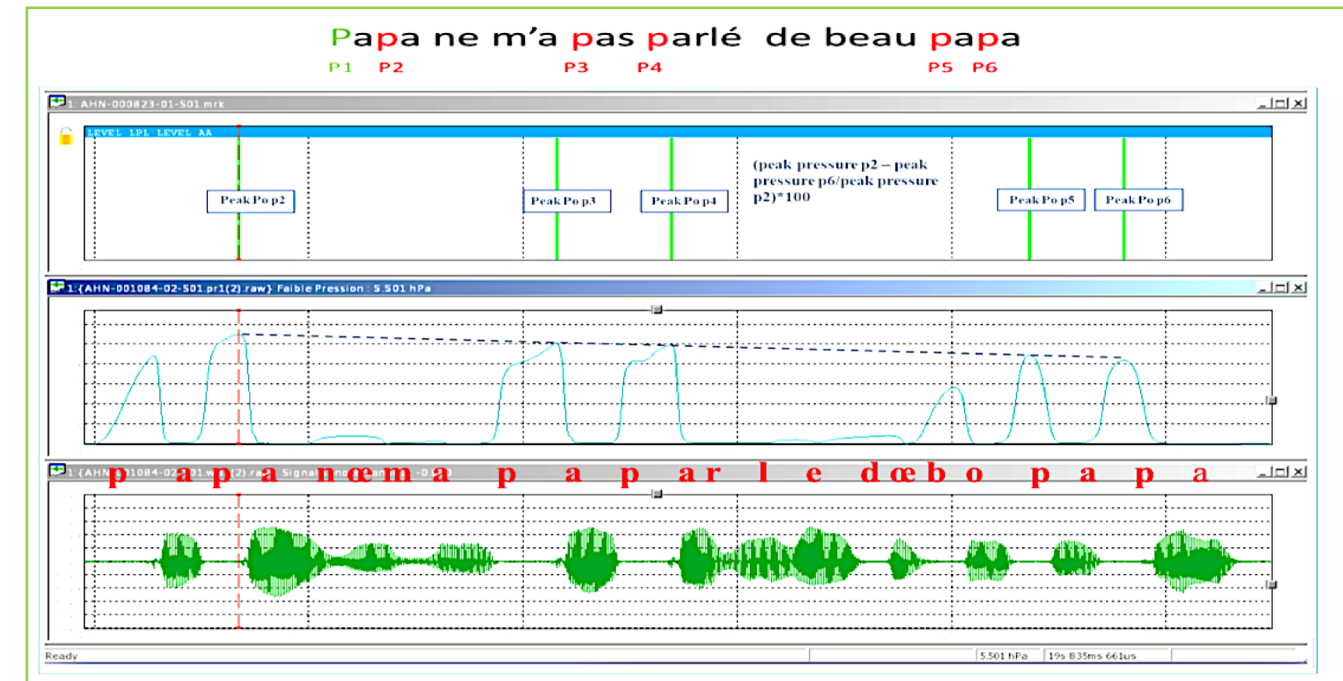 Papa ne m'a pas parlé de beau papa
P1 P2 P3 P4 P5 P6
1: AHN-000823-01-S01.mrk
LEVEL LPL LEVEL AA
(peak pressure p2 – peak
pressure p6/peak pressure
p2)*100
Peak Po p2
Peak Po p3
Peak Po p4
Peak Po p5
Peak Po p6
1:{AHN-001084-02-S01.pr1(2).raw} Faible Pression : 5.501 hPa
p a p a n œ m a p a p a r l e d œ b o p a p a
Ready 5.501 hPa 19s 835ms 661us